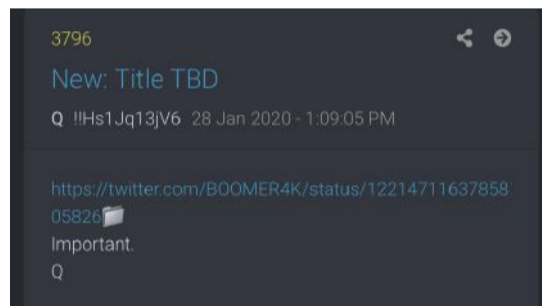 3796
New: Title TBD
Q !!Hs1Jq13jV6 28 Jan 2020 - 1:09:05 PM
https://twitter.com/BOOMER4K/status/12214711637858
05826
Important.
Q